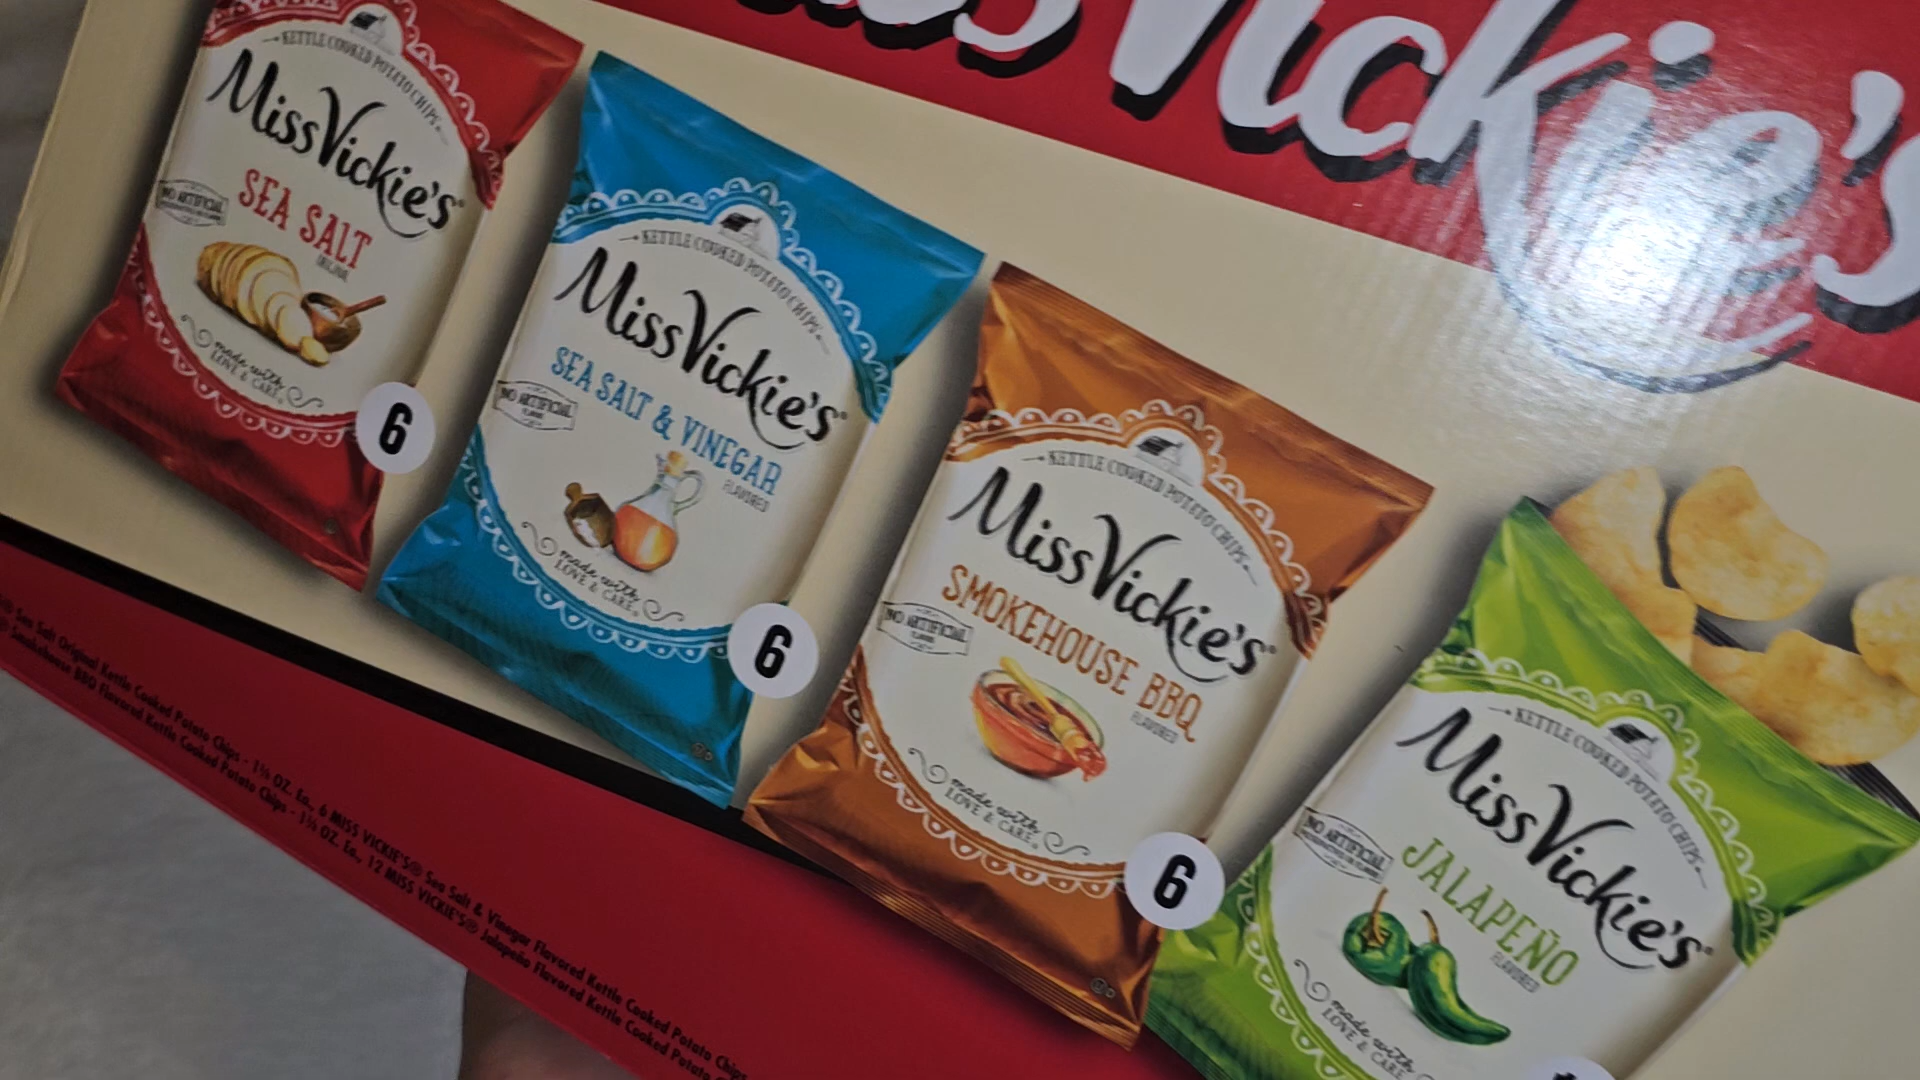 Vickie's
KETTLE COOKED POTATO CHIPS
Miss Vickie's
SEA SALT
ORIGINAL
NO ARTIFICIAL
made with
LOVE & CARE
6
KETTLE COOKED POTATO CHIPS
Miss Vickie's®
SEA SALT & VINEGAR
FLAVORED
NO ARTIFICIAL
made with
LOVE & CARE
6
KETTLE COOKED POTATO CHIPS
Miss Vickie's®
SMOKEHOUSE BBQ
FLAVORED
NO ARTIFICIAL
made with
LOVE & CARE
6
KETTLE COOKED POTATO CHIPS
Miss Vickie's®
JALAPEÑO
FLAVORED
NO ARTIFICIAL
made with
LOVE & CARE
® Sea Salt Original Kettle Cooked Potato Chips - 1⅜ OZ. Ea., 6 MISS VICKIE'S® Sea Salt & Vinegar Flavored Kettle Cooked Potato Chips
® Smokehouse BBQ Flavored Kettle Cooked Potato Chips - 1⅜ OZ. Ea., 12 MISS VICKIE'S® Jalapeño Flavored Kettle Cooked Potato